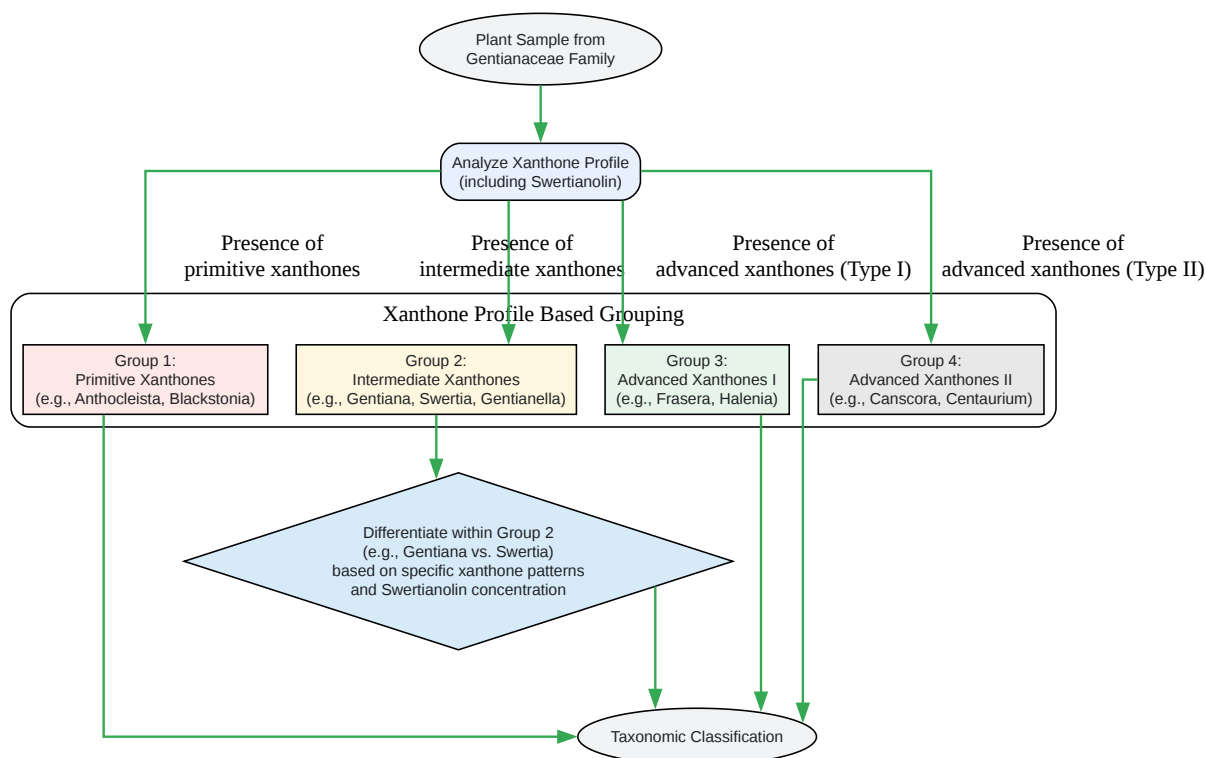 Plant Sample from
Gentianaceae Family
Analyze Xanthone Profile
(including Swertianolin)
Presence of
primitive xanthones
Presence of
intermediate xanthones
Presence of
advanced xanthones (Type I)
Presence of
advanced xanthones (Type II)
Xanthone Profile Based Grouping
Group 1:
Primitive Xanthones
(e.g., Anthocleista, Blackstonia)
Group 2:
Intermediate Xanthones
(e.g., Gentiana, Swertia, Gentianella)
Group 3:
Advanced Xanthones I
(e.g., Frasera, Halenia)
Group 4:
Advanced Xanthones II
(e.g., Canscora, Centaurium)
Differentiate within Group 2
(e.g., Gentiana vs. Swertia)
based on specific xanthone patterns
and Swertianolin concentration
Taxonomic Classification